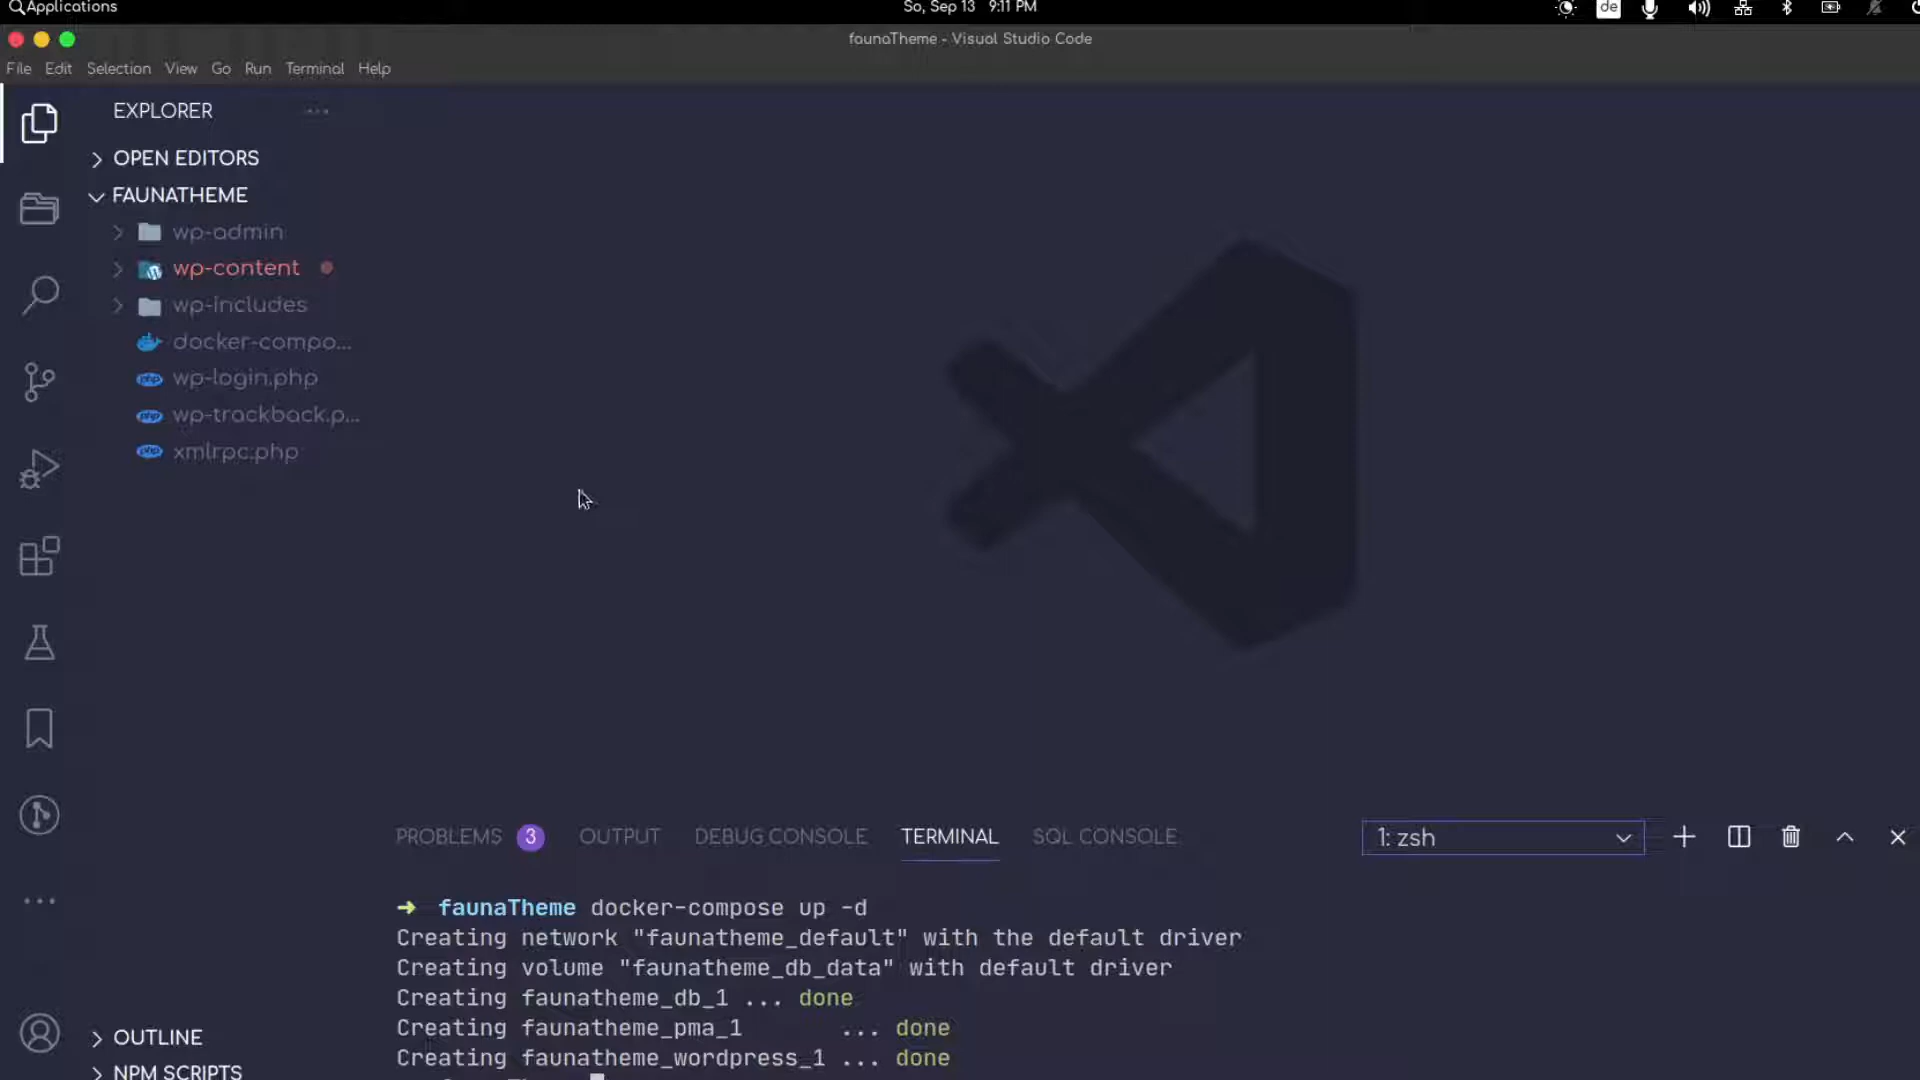 Applications
So, Sep 13 9:11 PM
de
faunaTheme - Visual Studio Code
File Edit Selection View Go Run Terminal Help
EXPLORER
OPEN EDITORS
FAUNATHEME
wp-admin
wp-content
wp-includes
docker-compo...
wp-login.php
wp-trackback.p...
xmlrpc.php
PROBLEMS 3 OUTPUT DEBUG CONSOLE TERMINAL SQL CONSOLE
1: zsh
➜ faunaTheme docker-compose up -d
Creating network "faunatheme_default" with the default driver
Creating volume "faunatheme_db_data" with default driver
Creating faunatheme_db_1 ... done
Creating faunatheme_pma_1 ... done
Creating faunatheme_wordpress_1 ... done
OUTLINE
NPM SCRIPTS